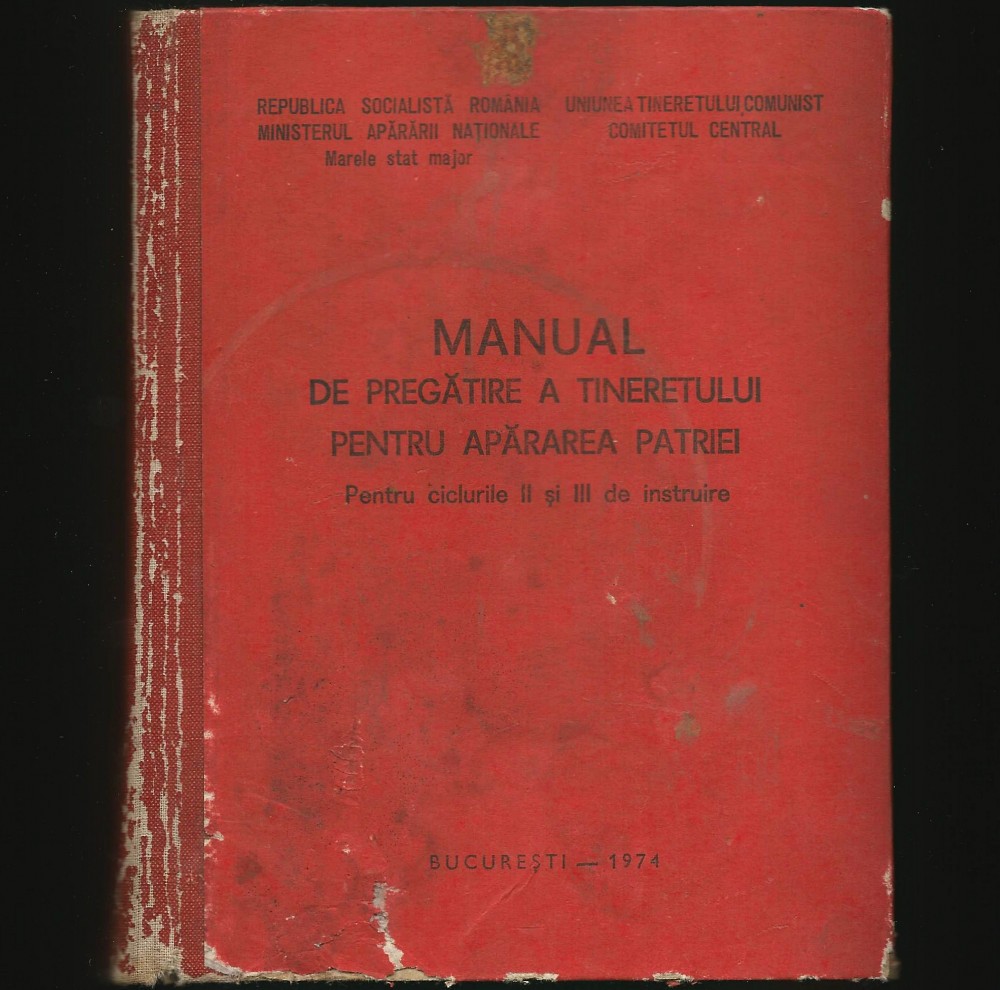 REPUBLICA SOCIALISTĂ ROMÂNIA
MINISTERUL APĂRĂRII NAȚIONALE
Marele stat major
UNIUNEA TINERETULUI COMUNIST
COMITETUL CENTRAL
MANUAL
DE PREGĂTIRE A TINERETULUI
PENTRU APĂRAREA PATRIEI
Pentru ciclurile II și III de instruire
BUCUREȘTI — 1974